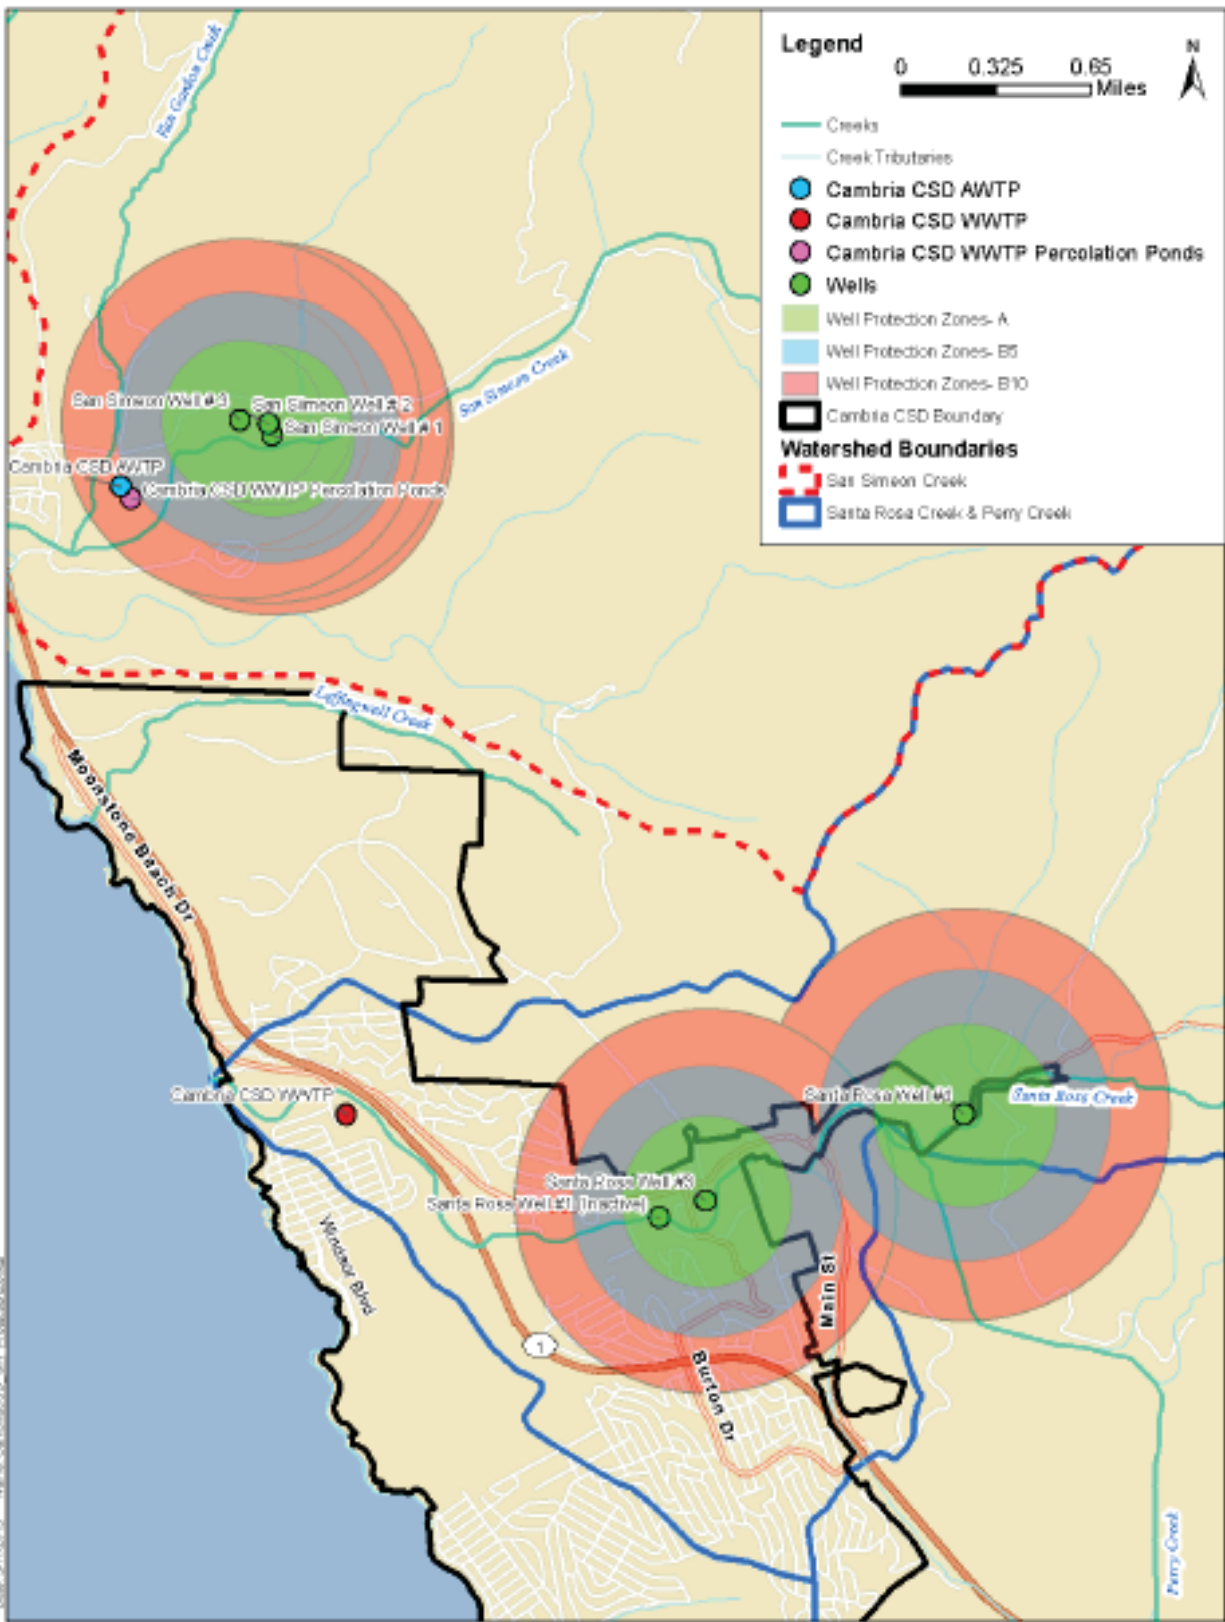 Legend
N
0 0.325 0.65
Miles
Creeks
Creek Tributaries
Cambria CSD AWTP
Cambria CSD WWTP
Cambria CSD WWTP Percolation Ponds
Wells
Well Protection Zones- A
Well Protection Zones- B5
Well Protection Zones- B10
Cambria CSD Boundary
Watershed Boundaries
San Simeon Creek
Santa Rosa Creek & Perry Creek
Van Gordon Creek
San Simeon Creek
San Simeon Well # 3
San Simeon Well # 2
San Simeon Well # 1
Cambria CSD AWTP
Cambria CSD WWTP Percolation Ponds
Leffingwell Creek
Moonstone Beach Dr
Cambria CSD WWTP
Santa Rosa Well #4
Santa Rosa Creek
Santa Rosa Well #3
Santa Rosa Well #1 (Inactive)
Windsor Blvd
Main St
1
Burton Dr
Perry Creek